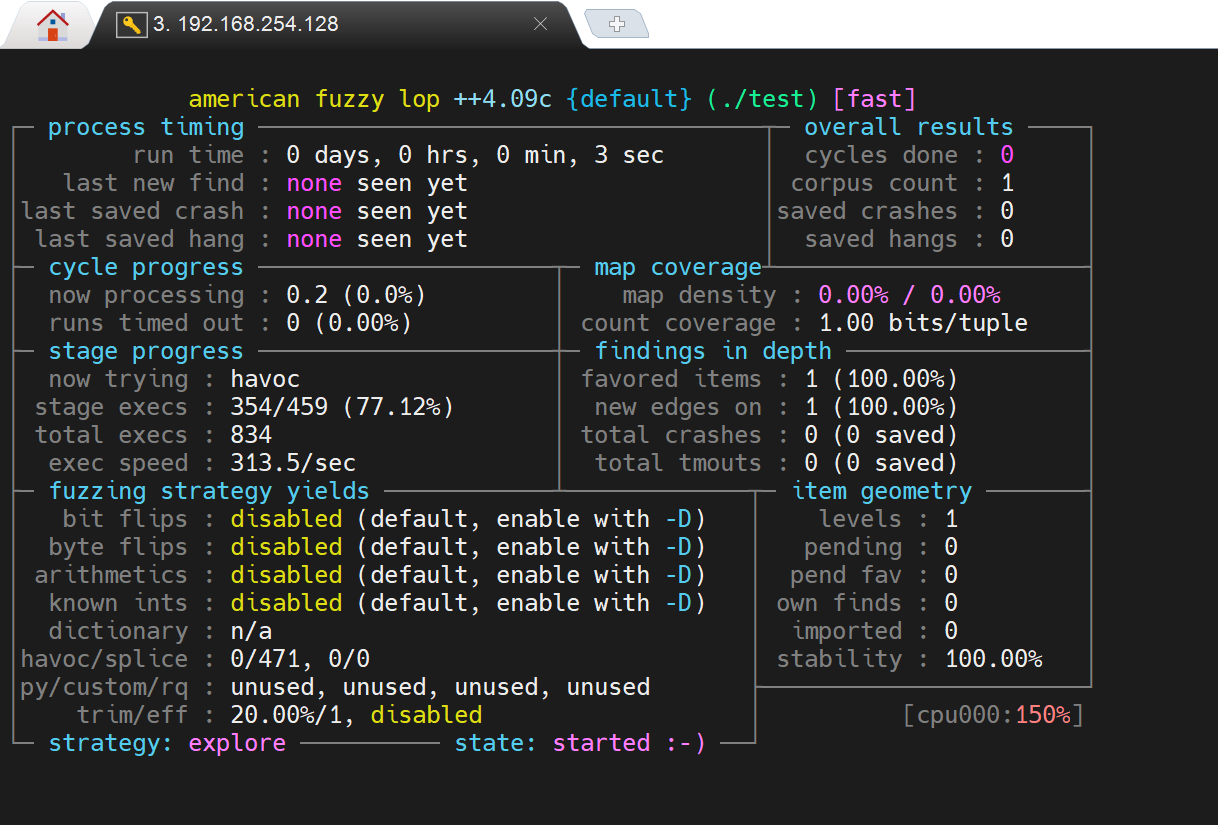 3. 192.168.254.128
american fuzzy lop ++4.09c {default} (./test) [fast]
process timing overall results
run time : 0 days, 0 hrs, 0 min, 3 sec cycles done : 0
last new find : none seen yet corpus count : 1
last saved crash : none seen yet saved crashes : 0
last saved hang : none seen yet saved hangs : 0
cycle progress map coverage
now processing : 0.2 (0.0%) map density : 0.00% / 0.00%
runs timed out : 0 (0.00%) count coverage : 1.00 bits/tuple
stage progress findings in depth
now trying : havoc favored items : 1 (100.00%)
stage execs : 354/459 (77.12%) new edges on : 1 (100.00%)
total execs : 834 total crashes : 0 (0 saved)
exec speed : 313.5/sec total tmouts : 0 (0 saved)
fuzzing strategy yields item geometry
bit flips : disabled (default, enable with -D) levels : 1
byte flips : disabled (default, enable with -D) pending : 0
arithmetics : disabled (default, enable with -D) pend fav : 0
known ints : disabled (default, enable with -D) own finds : 0
dictionary : n/a imported : 0
havoc/splice : 0/471, 0/0 stability : 100.00%
py/custom/rq : unused, unused, unused, unused
trim/eff : 20.00%/1, disabled [cpu000:150%]
strategy: explore state: started :-)